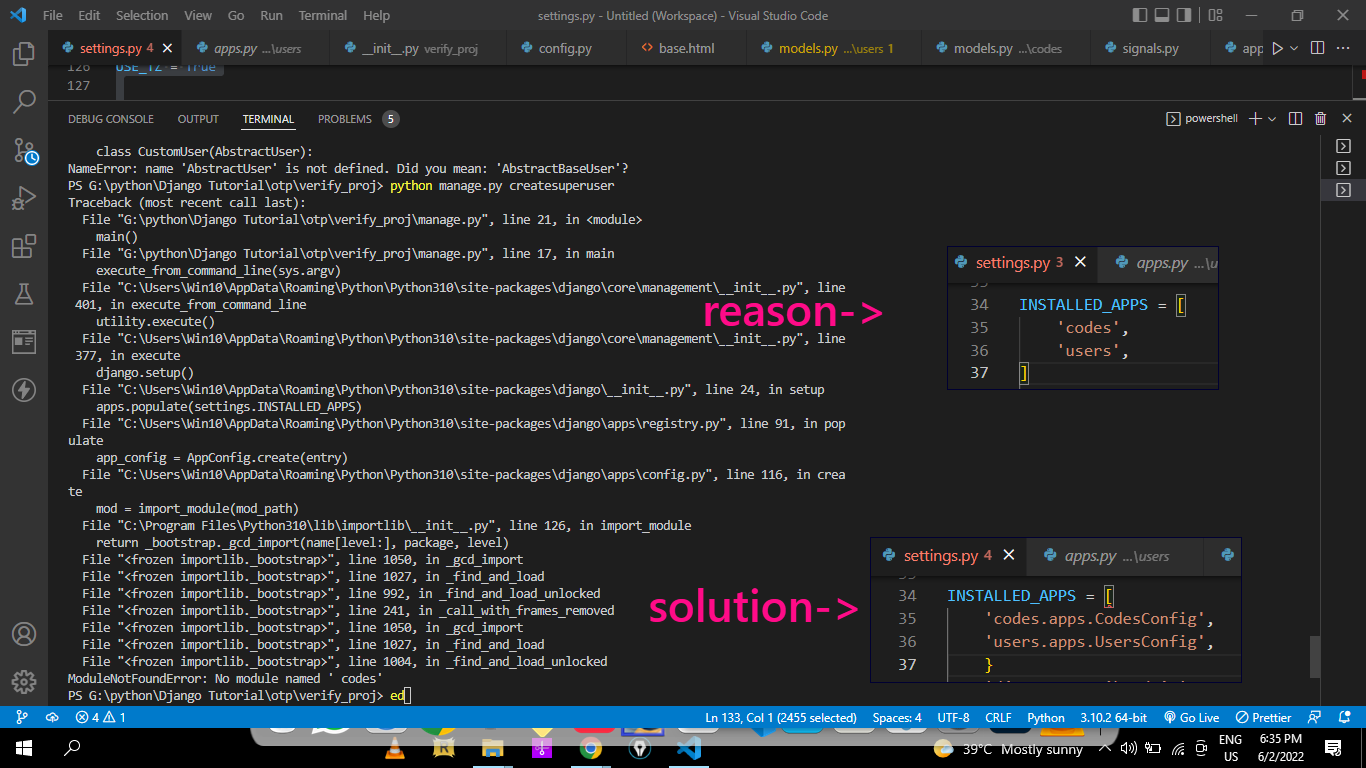 File Edit Selection View Go Run Terminal Help settings.py - Untitled (Workspace) - Visual Studio Code
settings.py 4 apps.py ...\users __init__.py verify_proj config.py base.html models.py ...\users 1 models.py ...\codes signals.py app
126 USE_TZ = True
127
DEBUG CONSOLE OUTPUT TERMINAL PROBLEMS 5 powershell
class CustomUser(AbstractUser):
NameError: name 'AbstractUser' is not defined. Did you mean: 'AbstractBaseUser'?
PS G:\python\Django Tutorial\otp\verify_proj> python manage.py createsuperuser
Traceback (most recent call last):
File "G:\python\Django Tutorial\otp\verify_proj\manage.py", line 21, in <module>
main()
File "G:\python\Django Tutorial\otp\verify_proj\manage.py", line 17, in main
execute_from_command_line(sys.argv)
File "C:\Users\Win10\AppData\Roaming\Python\Python310\site-packages\django\core\management\__init__.py", line
401, in execute_from_command_line
utility.execute()
File "C:\Users\Win10\AppData\Roaming\Python\Python310\site-packages\django\core\management\__init__.py", line
377, in execute
django.setup()
File "C:\Users\Win10\AppData\Roaming\Python\Python310\site-packages\django\__init__.py", line 24, in setup
apps.populate(settings.INSTALLED_APPS)
File "C:\Users\Win10\AppData\Roaming\Python\Python310\site-packages\django\apps\registry.py", line 91, in pop
ulate
app_config = AppConfig.create(entry)
File "C:\Users\Win10\AppData\Roaming\Python\Python310\site-packages\django\apps\config.py", line 116, in crea
te
mod = import_module(mod_path)
File "C:\Program Files\Python310\lib\importlib\__init__.py", line 126, in import_module
return _bootstrap._gcd_import(name[level:], package, level)
File "<frozen importlib._bootstrap>", line 1050, in _gcd_import
File "<frozen importlib._bootstrap>", line 1027, in _find_and_load
File "<frozen importlib._bootstrap>", line 992, in _find_and_load_unlocked
File "<frozen importlib._bootstrap>", line 241, in _call_with_frames_removed
File "<frozen importlib._bootstrap>", line 1050, in _gcd_import
File "<frozen importlib._bootstrap>", line 1027, in _find_and_load
File "<frozen importlib._bootstrap>", line 1004, in _find_and_load_unlocked
ModuleNotFoundError: No module named ' codes'
PS G:\python\Django Tutorial\otp\verify_proj> ed
reason->
settings.py 3 apps.py ...\u
34 INSTALLED_APPS = [
35 'codes',
36 'users',
37 ]
solution->
settings.py 4 apps.py ...\users
34 INSTALLED_APPS = [
35 'codes.apps.CodesConfig',
36 'users.apps.UsersConfig',
37 }
4 1 Ln 133, Col 1 (2455 selected) Spaces: 4 UTF-8 CRLF Python 3.10.2 64-bit Go Live Prettier
39°C Mostly sunny ENG US 6:35 PM 6/2/2022